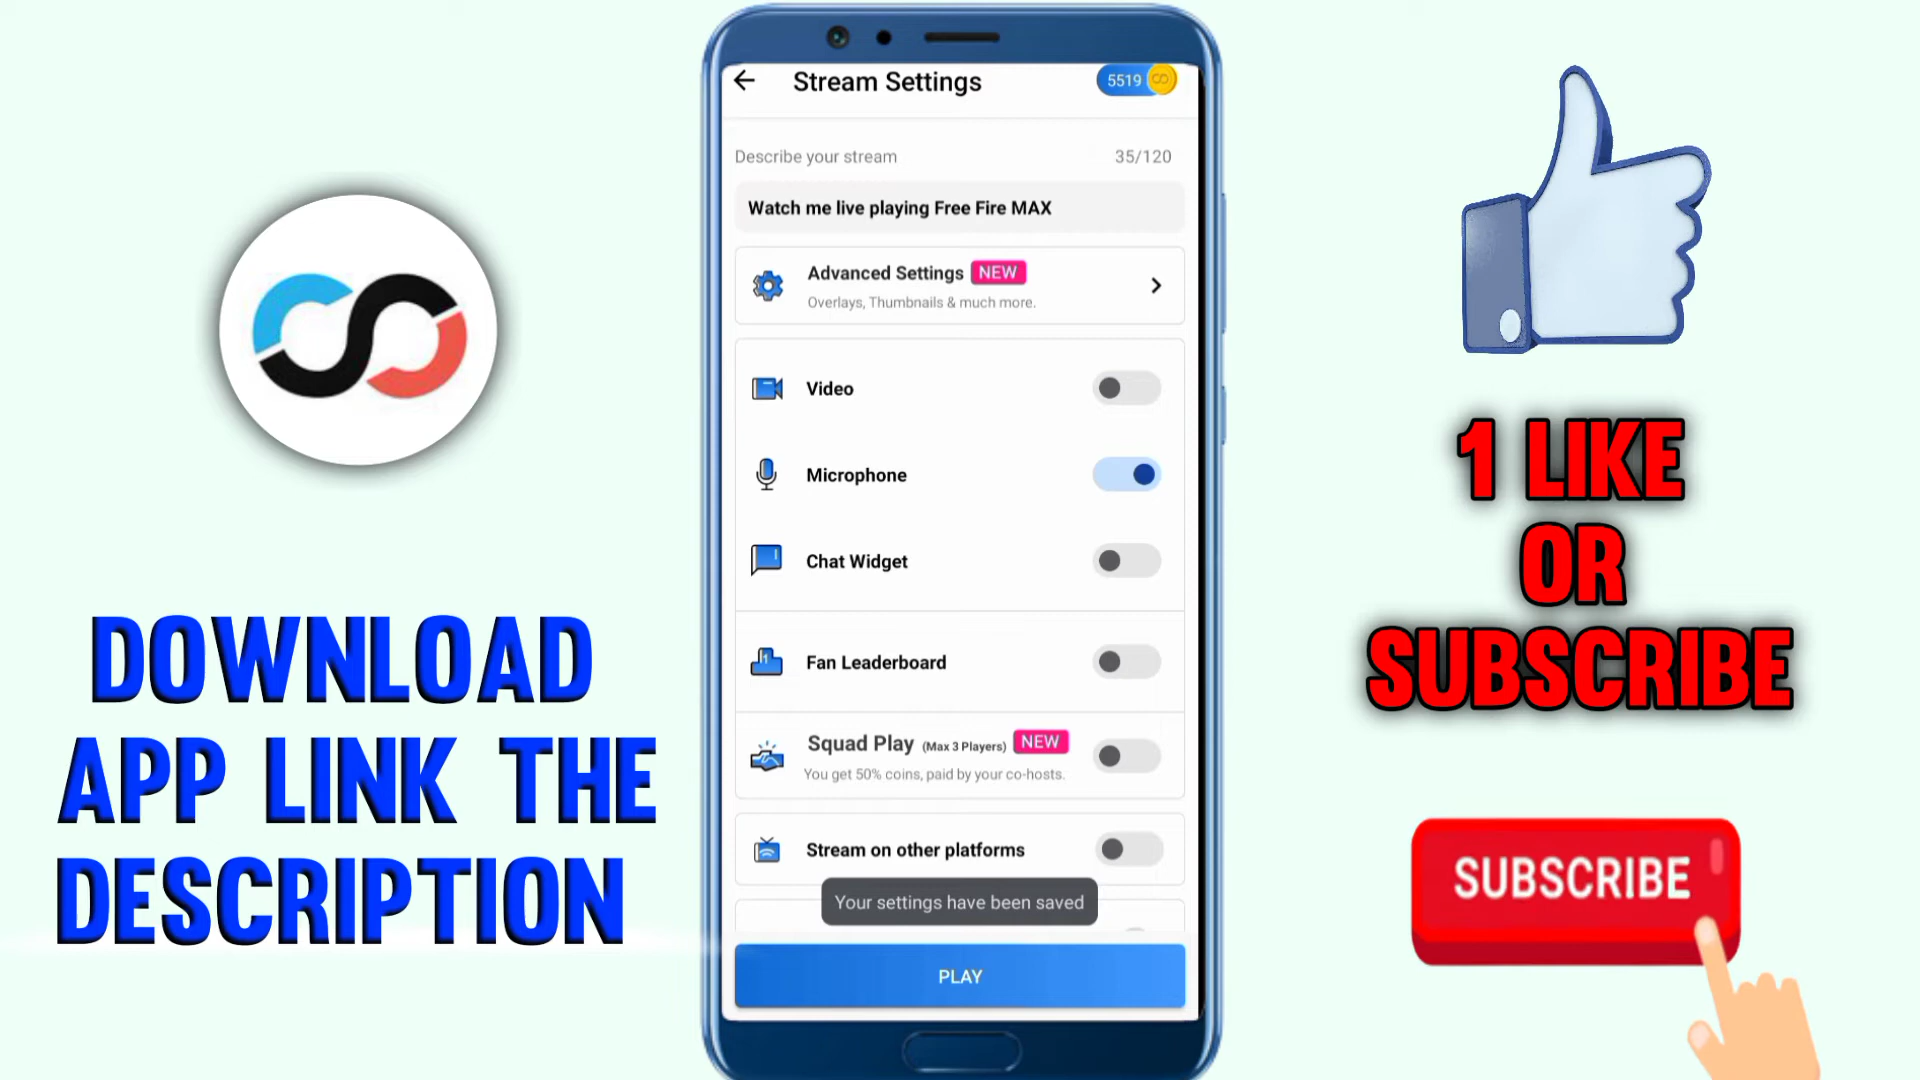 Stream Settings
5519
Describe your stream
35/120
Watch me live playing Free Fire MAX
Advanced Settings NEW
Overlays, Thumbnails & much more.
Video
Microphone
Chat Widget
Fan Leaderboard
Squad Play (Max 3 Players) NEW
You get 50% coins, paid by your co-hosts.
Stream on other platforms
Your settings have been saved
PLAY
DOWNLOAD
APP LINK THE
DESCRIPTION
1 LIKE
OR
SUBSCRIBE
SUBSCRIBE